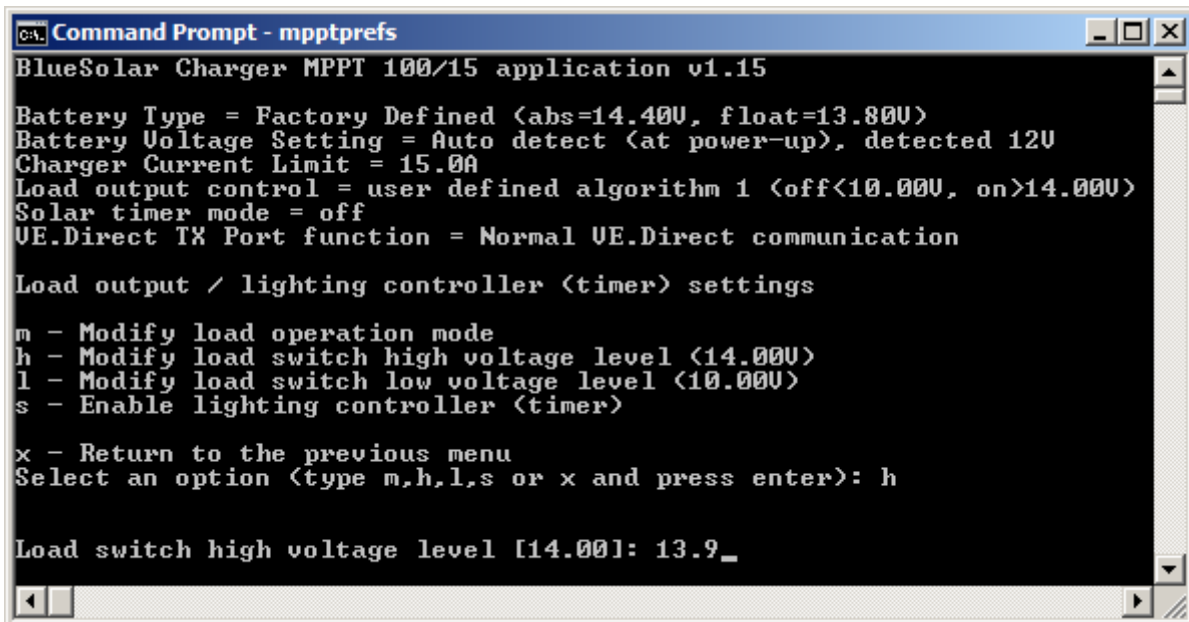 Command Prompt - mpptprefs
BlueSolar Charger MPPT 100/15 application v1.15
Battery Type = Factory Defined (abs=14.40V, float=13.80V)
Battery Voltage Setting = Auto detect (at power-up), detected 12V
Charger Current Limit = 15.0A
Load output control = user defined algorithm 1 (off<10.00V, on>14.00V)
Solar timer mode = off
VE.Direct TX Port function = Normal VE.Direct communication
Load output / lighting controller (timer) settings
m - Modify load operation mode
h - Modify load switch high voltage level (14.00V)
l - Modify load switch low voltage level (10.00V)
s - Enable lighting controller (timer)
x - Return to the previous menu
Select an option (type m,h,l,s or x and press enter): h
Load switch high voltage level [14.00]: 13.9_